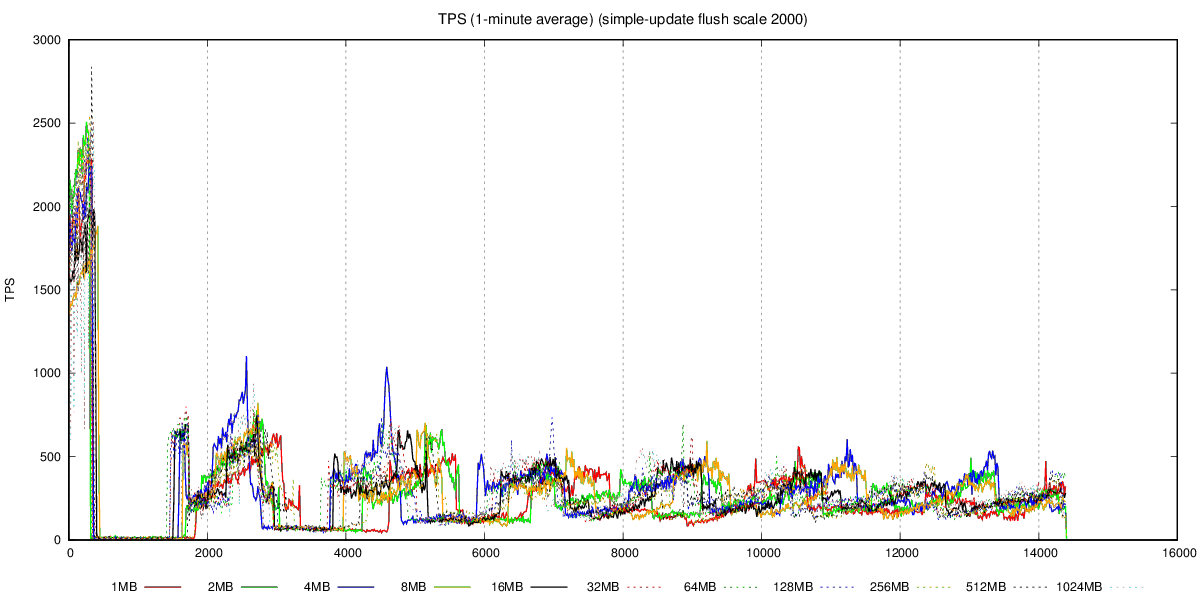 TPS (1-minute average) (simple-update flush scale 2000)
3000
2500
2000
1500
1000
500
0
TPS
0 2000 4000 6000 8000 10000 12000 14000 16000
1MB 2MB 4MB 8MB 16MB 32MB 64MB 128MB 256MB 512MB 1024MB